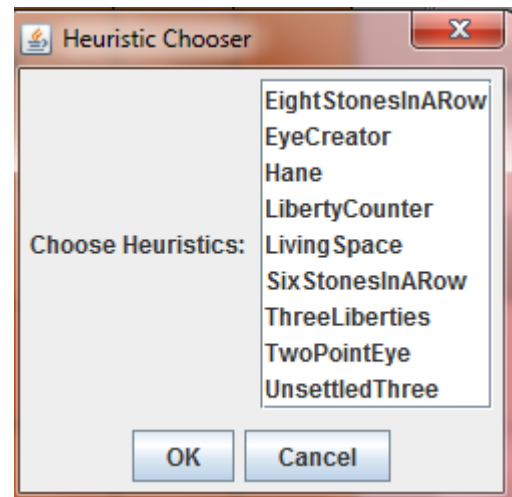 Heuristic Chooser
Choose Heuristics:
EightStonesInARow
EyeCreator
Hane
LibertyCounter
LivingSpace
SixStonesInARow
ThreeLiberties
TwoPointEye
UnsettledThree
OK Cancel